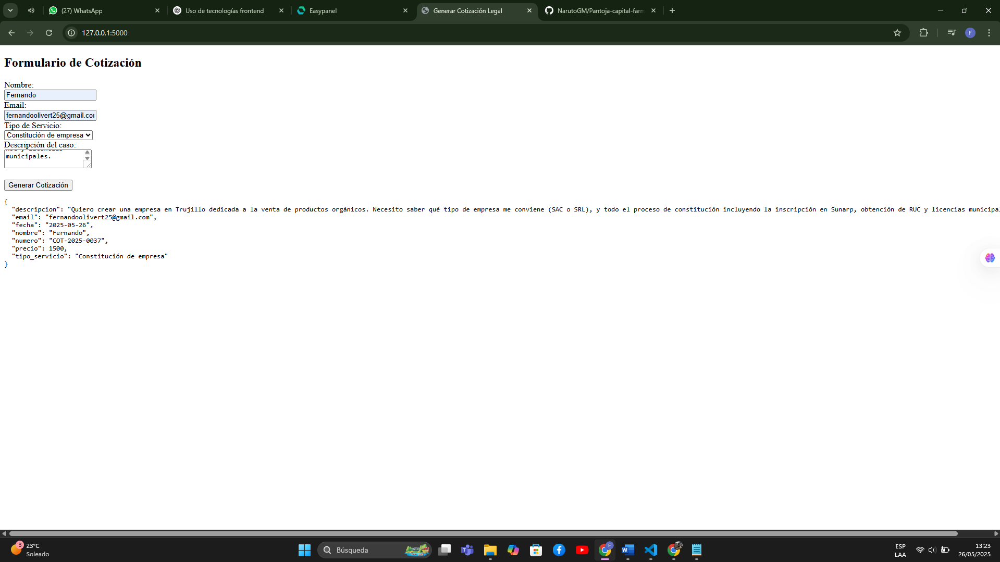 (27) WhatsApp
Uso de tecnologías frontend
Easypanel
Generar Cotización Legal
NarutoGM/Pantoja-capital-farm
127.0.0.1:5000
F
Formulario de Cotización
Nombre:
Fernando
Email:
fernandoolivert25@gmail.com
Tipo de Servicio:
Constitución de empresa
Descripción del caso:
municipales.
Generar Cotización
{
"descripcion": "Quiero crear una empresa en Trujillo dedicada a la venta de productos orgánicos. Necesito saber qué tipo de empresa me conviene (SAC o SRL), y todo el proceso de constitución incluyendo la inscripción en Sunarp, obtención de RUC y licencias municipal
"email": "fernandoolivert25@gmail.com",
"fecha": "2025-05-26",
"nombre": "Fernando",
"numero": "COT-2025-0037",
"precio": 1500,
"tipo_servicio": "Constitución de empresa"
}
3
23°C
Soleado
Búsqueda
F
ESP
LAA
13:23
26/05/2025